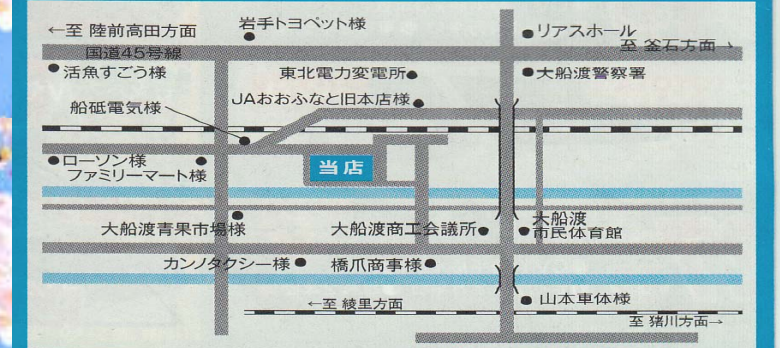 岩手トヨペット様
←至 陸前高田方面
リアスホール
至 釜石方面→
国道45号線
活魚すごう様
東北電力変電所
大船渡警察署
JAおおふなと旧本店様
船砥電気様
当店
ローソン様
ファミリーマート様
大船渡青果市場様
大船渡商工会議所
大船渡
市民体育館
カンノタクシー様
橋爪商事様
山本車体様
←至 綾里方面
至 猪川方面→